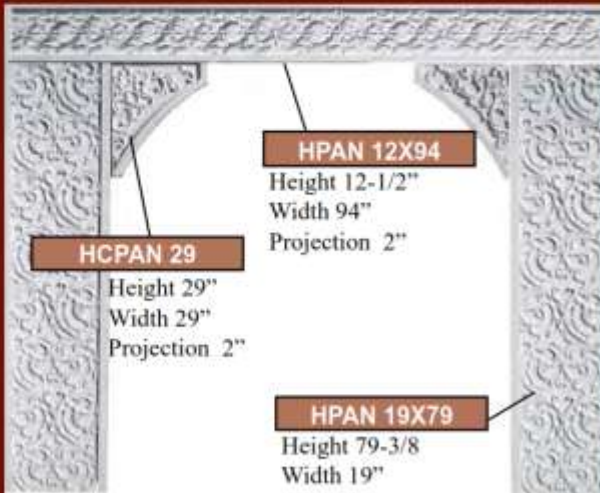 HPAN 12X94
Height 12-1/2”
Width 94”
Projection 2”
HCPAN 29
Height 29”
Width 29”
Projection 2”
HPAN 19X79
Height 79-3/8
Width 19”